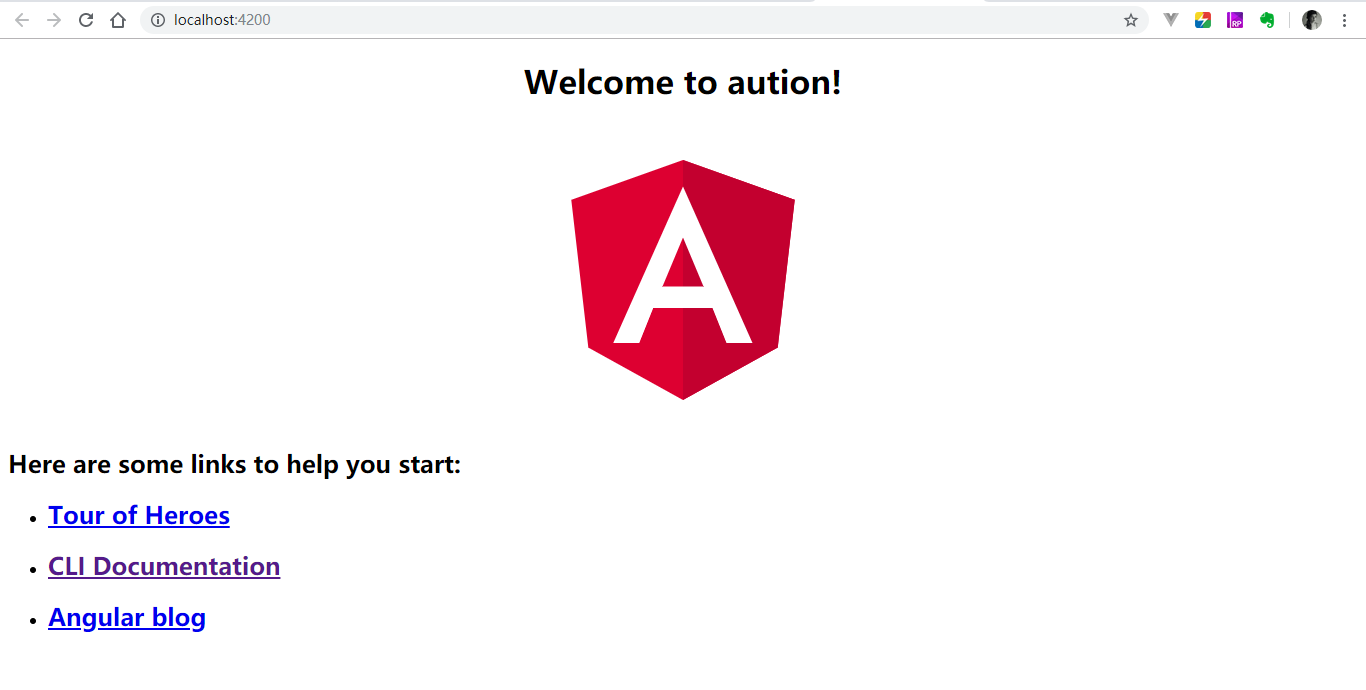 localhost:4200
RP
Welcome to aution!
A
Here are some links to help you start:
Tour of Heroes
CLI Documentation
Angular blog